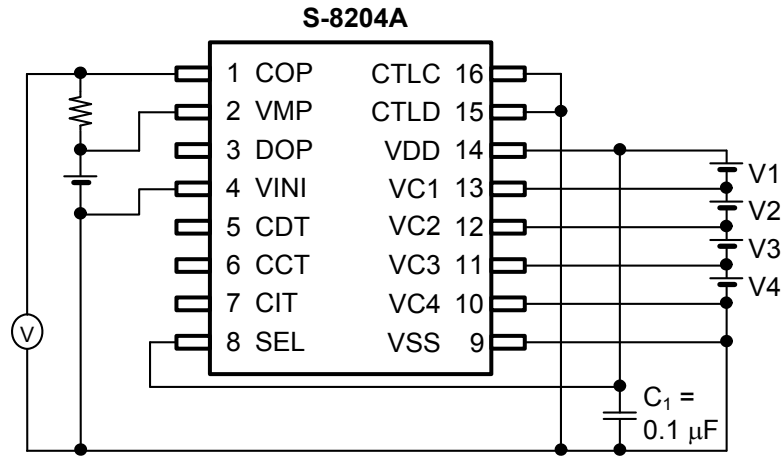 S-8204A
1 COP CTLC 16
2 VMP CTLD 15
3 DOP VDD 14
4 VINI VC1 13
5 CDT VC2 12
6 CCT VC3 11
7 CIT VC4 10
8 SEL VSS 9
V1
V2
V3
V4
V
C₁ =
0.1 μF